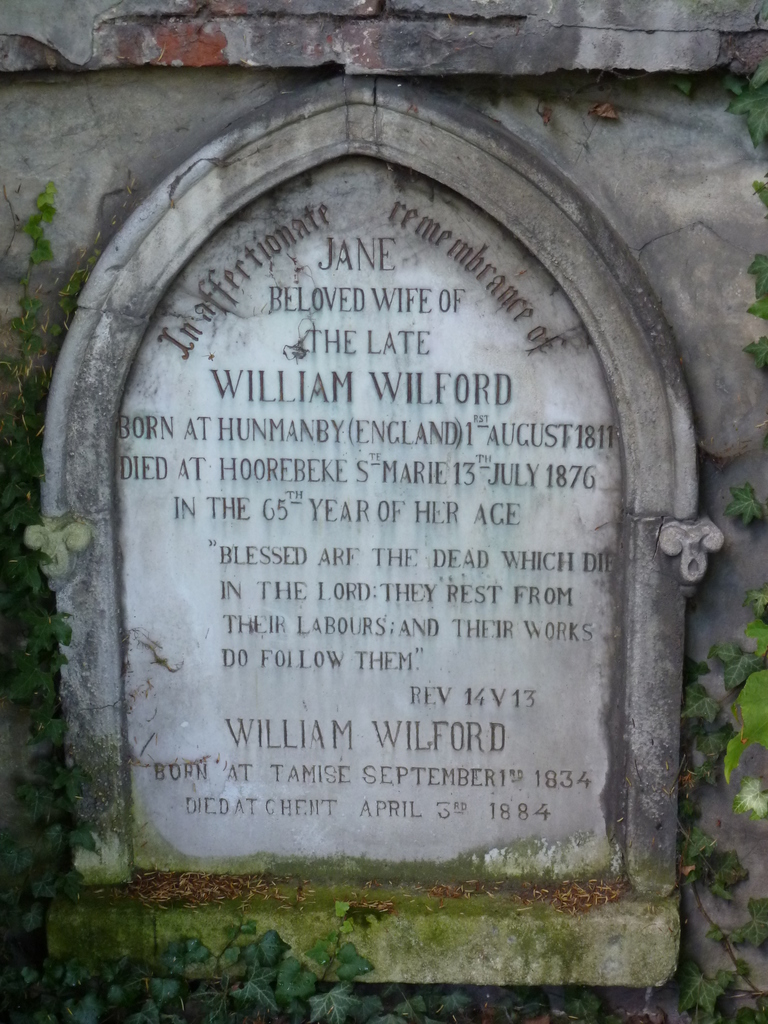 In affectionate remembrance of
JANE
BELOVED WIFE OF
THE LATE
WILLIAM WILFORD
BORN AT HUNMANBY (ENGLAND) 1RST AUGUST 1811
DIED AT HOOREBEKE STE MARIE 13TH JULY 1876
IN THE 65TH YEAR OF HER AGE
"BLESSED ARE THE DEAD WHICH DIE
IN THE LORD: THEY REST FROM
THEIR LABOURS; AND THEIR WORKS
DO FOLLOW THEM."
REV 14 V 13
WILLIAM WILFORD
BORN AT TAMISE SEPTEMBER 1RD 1834
DIED AT GHENT APRIL 3RD 1884